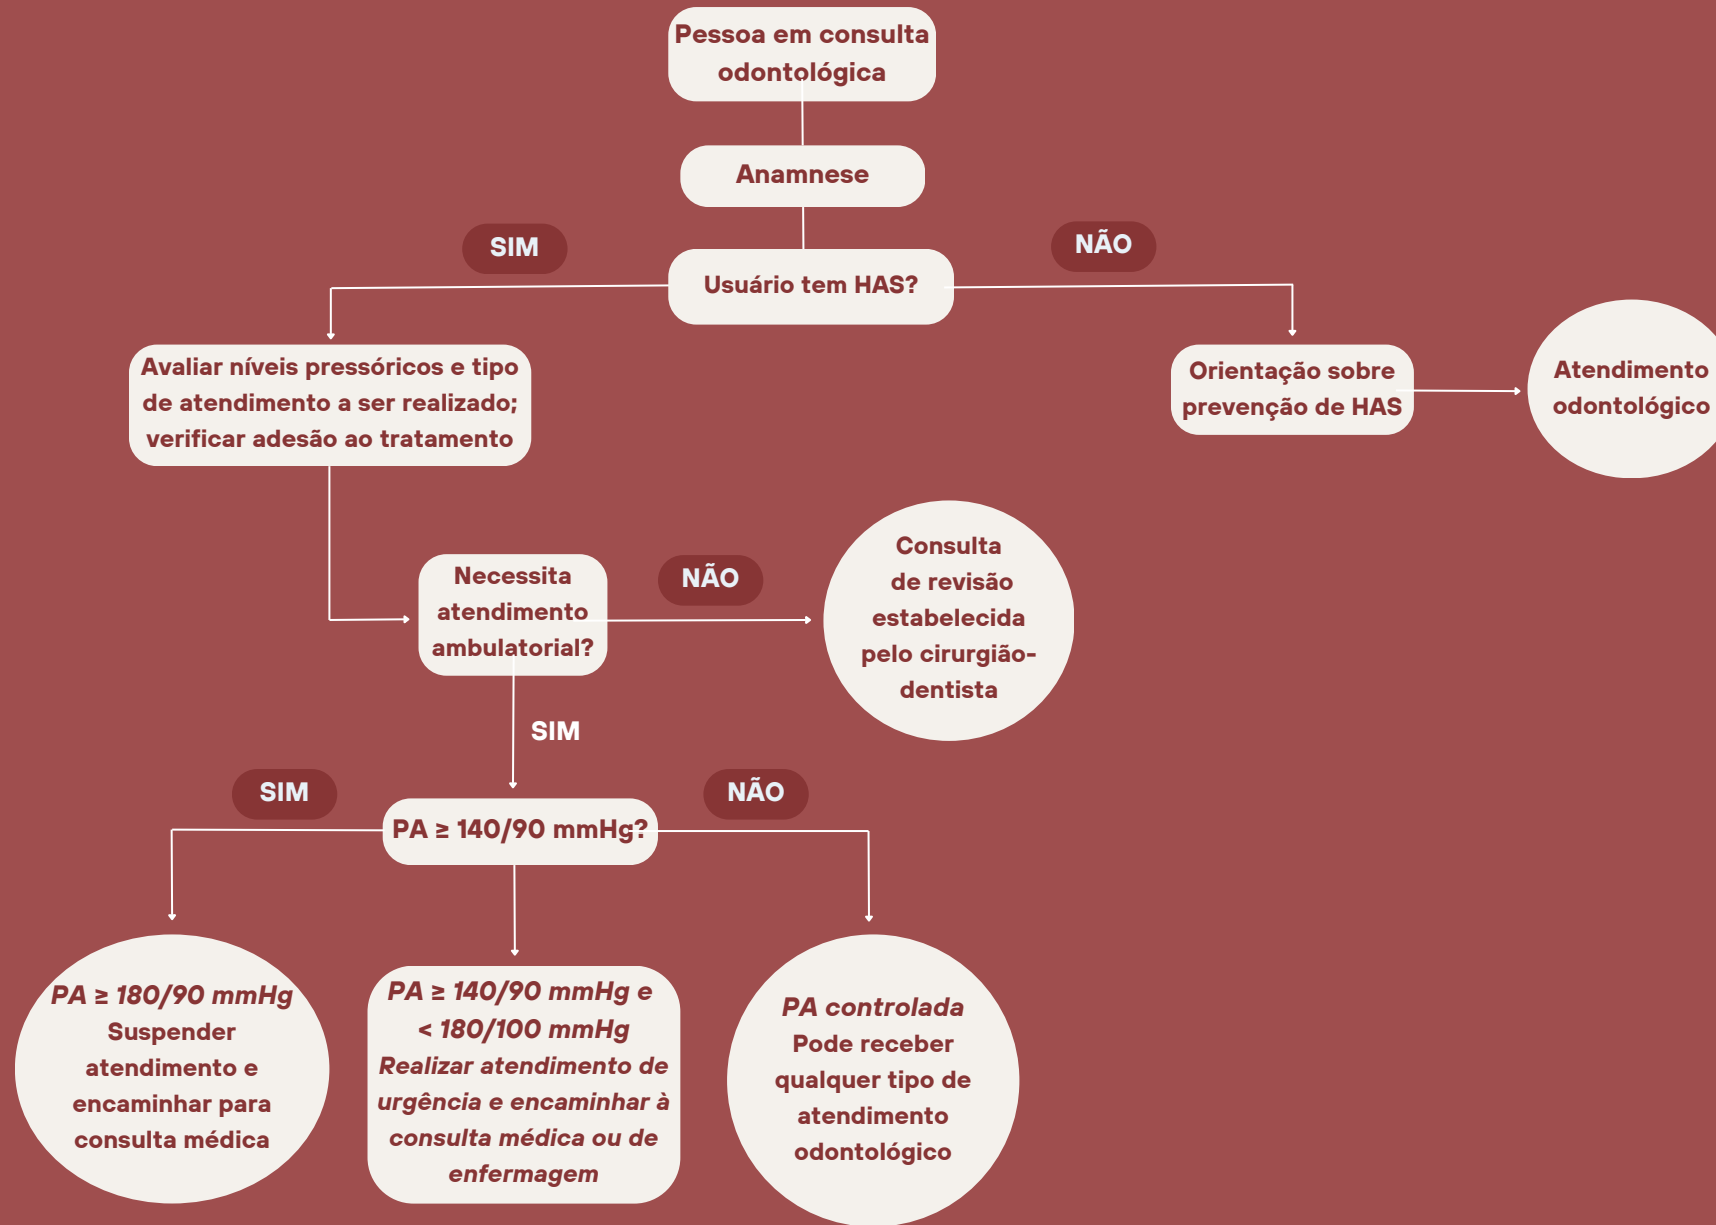 Pessoa em consulta
odontológica
Anamnese
SIM
NÃO
Usuário tem HAS?
Avaliar níveis pressóricos e tipo
de atendimento a ser realizado;
verificar adesão ao tratamento
Orientação sobre
prevenção de HAS
Atendimento
odontológico
Necessita
atendimento
ambulatorial?
NÃO
Consulta
de revisão
estabelecida
pelo cirurgião-
dentista
SIM
SIM
NÃO
PA ≥ 140/90 mmHg?
PA ≥ 180/90 mmHg
Suspender
atendimento e
encaminhar para
consulta médica
PA ≥ 140/90 mmHg e
< 180/100 mmHg
Realizar atendimento de
urgência e encaminhar à
consulta médica ou de
enfermagem
PA controlada
Pode receber
qualquer tipo de
atendimento
odontológico